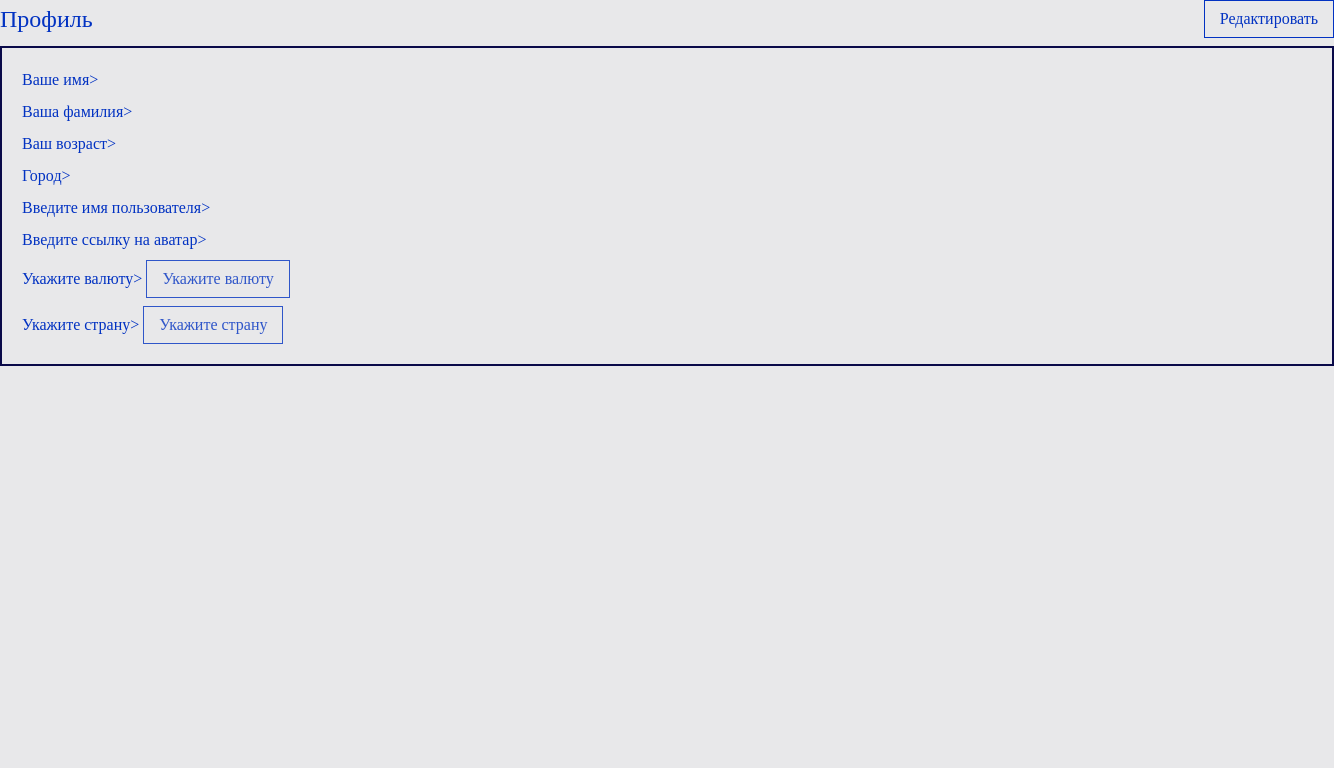 Профиль
Редактировать
Ваше имя>
Ваша фамилия>
Ваш возраст>
Город>
Введите имя пользователя>
Введите ссылку на аватар>
Укажите валюту> Укажите валюту
Укажите страну> Укажите страну